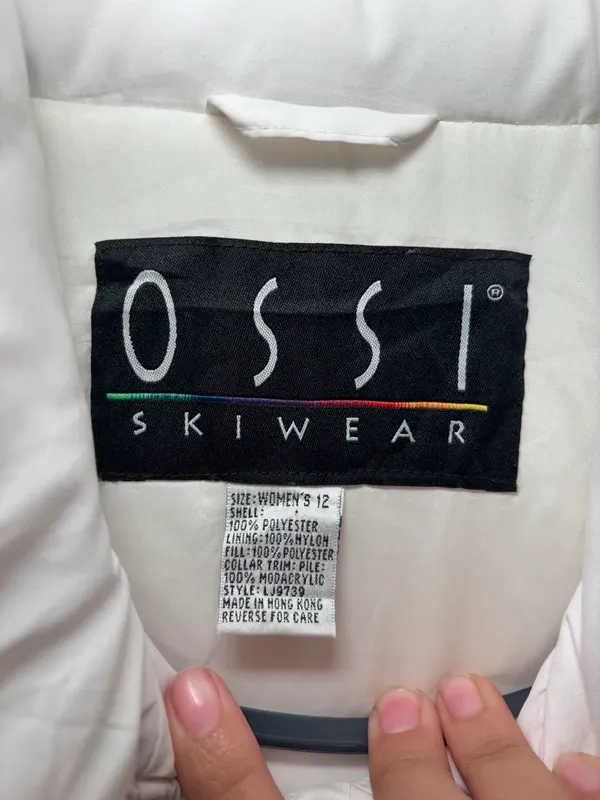 OSSI®
SKIWEAR
SIZE: WOMEN'S 12
SHELL:
100% POLYESTER
LINING: 100% NYLON
FILL: 100% POLYESTER
COLLAR TRIM: PILE:
100% MODACRYLIC
STYLE: LJ9739
MADE IN HONG KONG
REVERSE FOR CARE